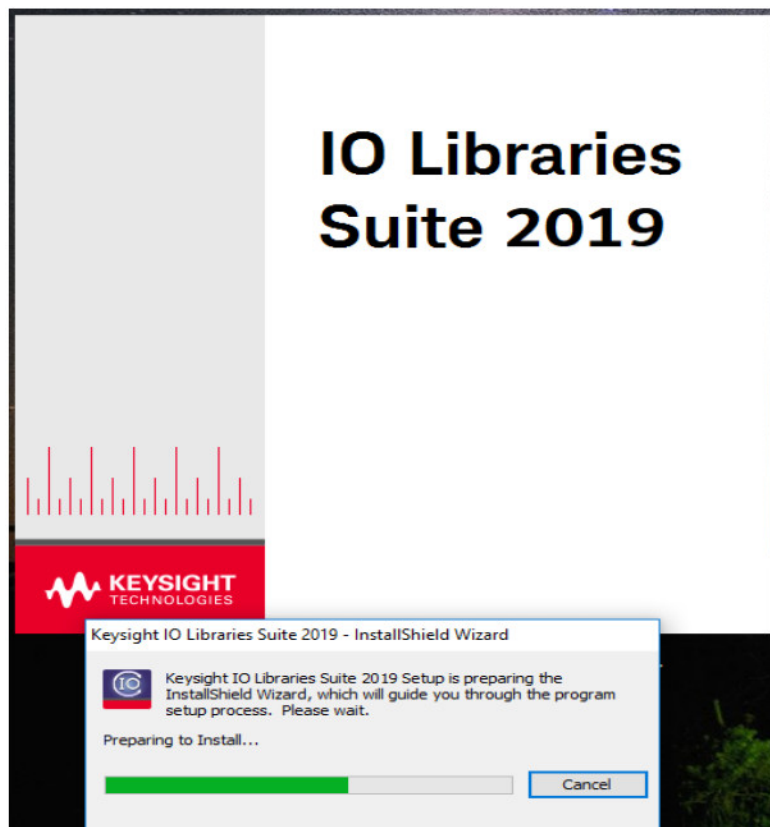 IO Libraries
Suite 2019
KEYSIGHT
TECHNOLOGIES
Keysight IO Libraries Suite 2019 - InstallShield Wizard
IO
Keysight IO Libraries Suite 2019 Setup is preparing the
InstallShield Wizard, which will guide you through the program
setup process.  Please wait.
Preparing to Install...
Cancel